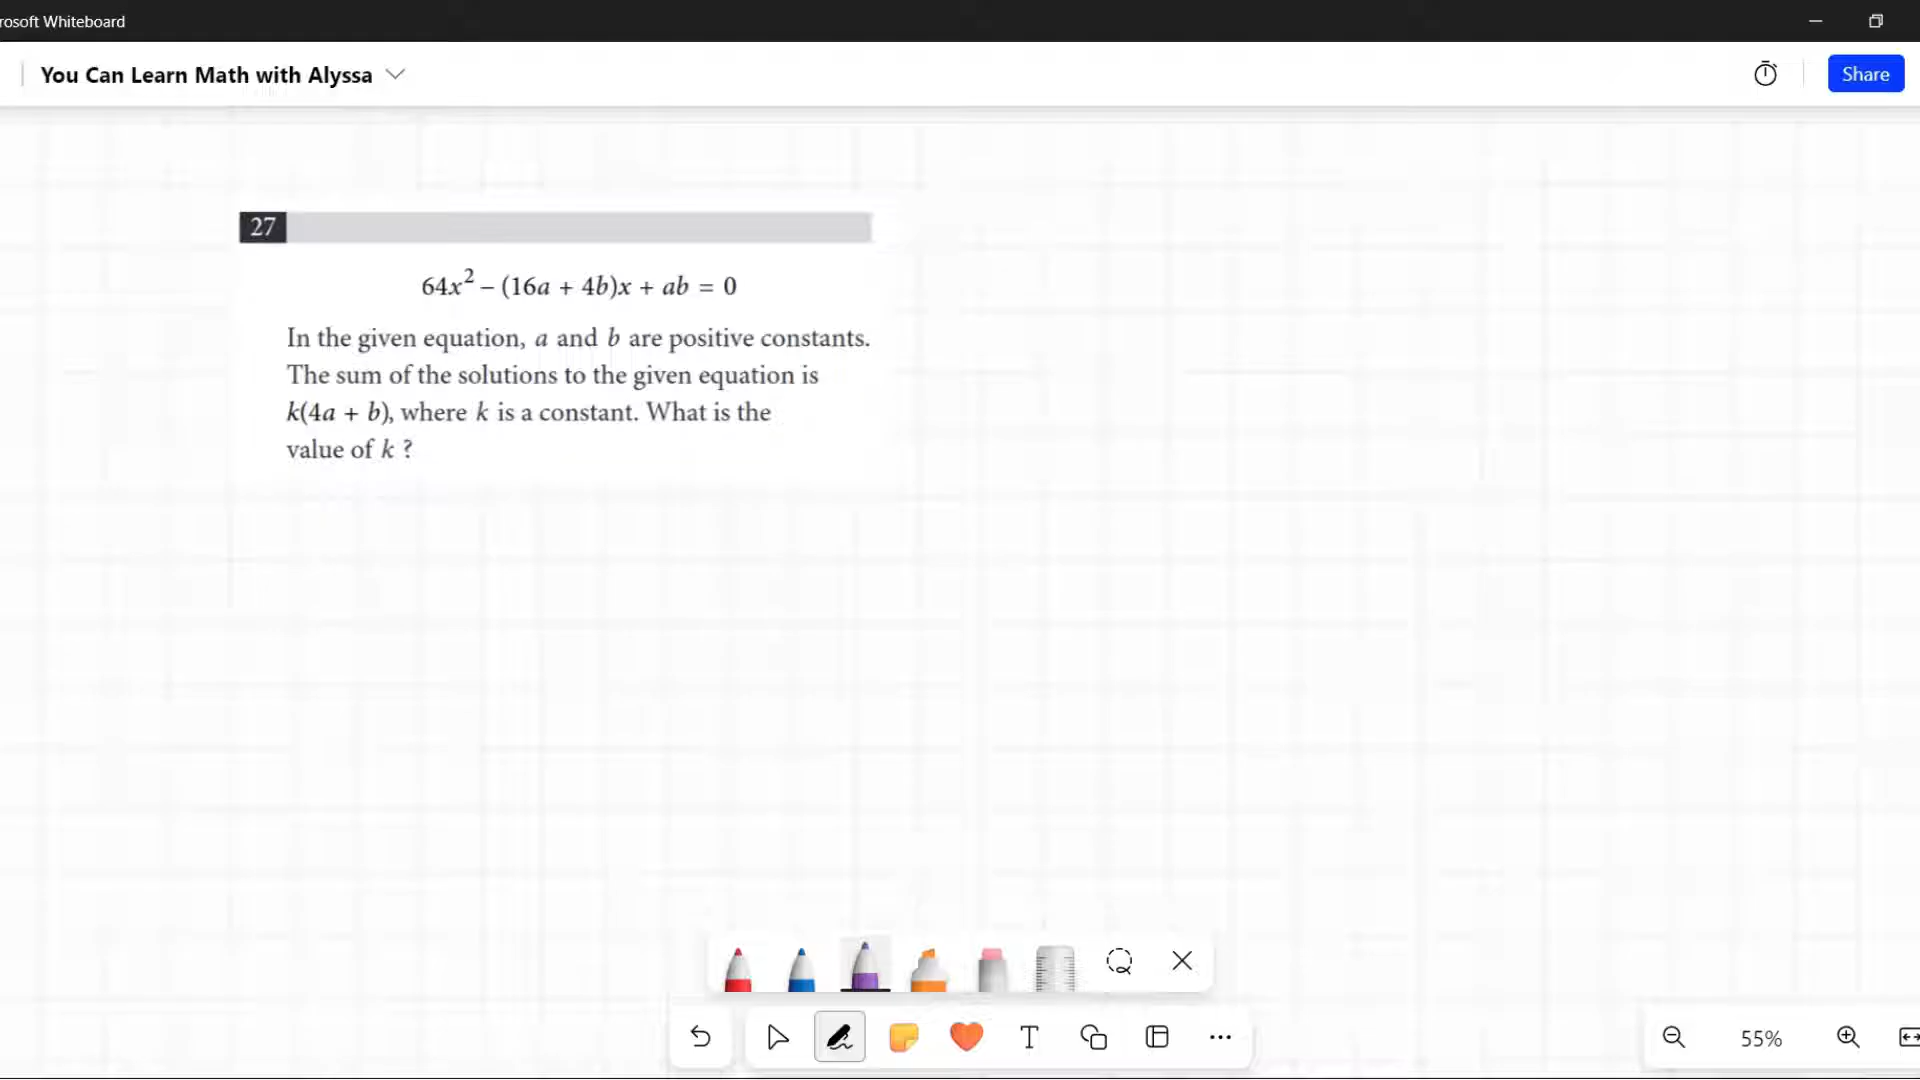 rosoft Whiteboard
You Can Learn Math with Alyssa
Share
27
64x² – (16a + 4b)x + ab = 0
In the given equation, a and b are positive constants.
The sum of the solutions to the given equation is
k(4a + b), where k is a constant. What is the
value of k ?
T
55%